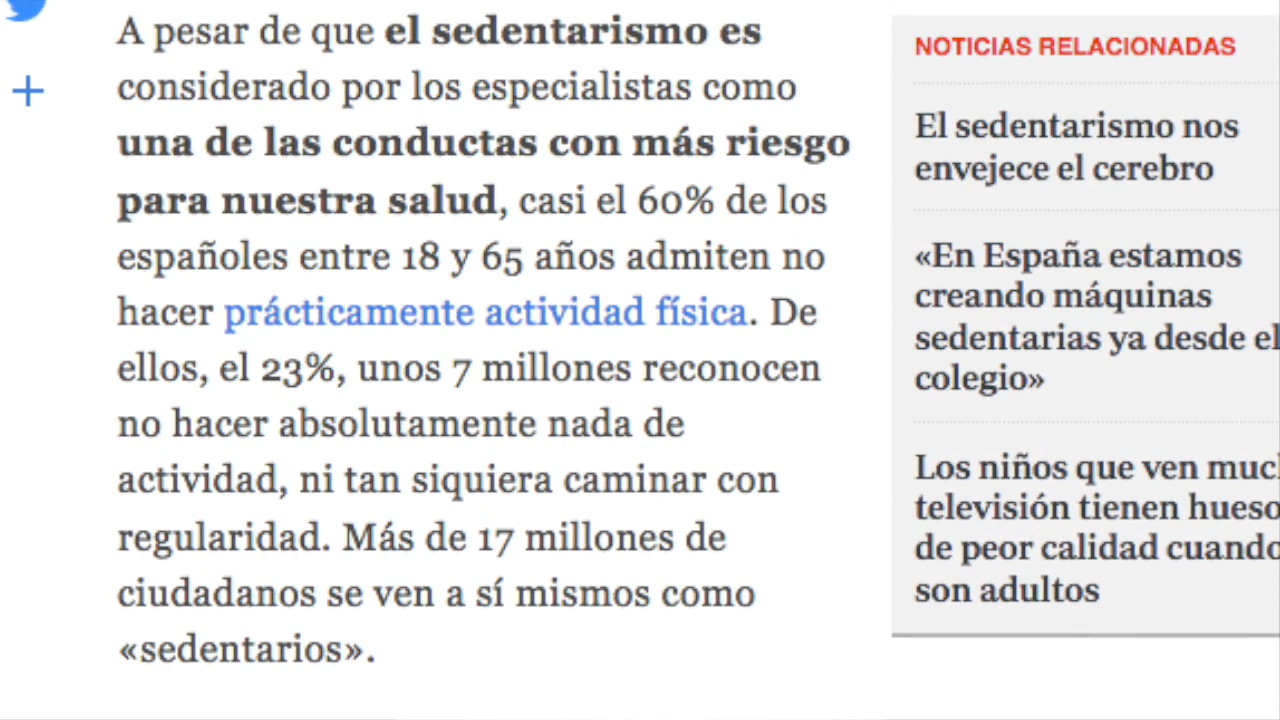 A pesar de que el sedentarismo es
considerado por los especialistas como
una de las conductas con más riesgo
para nuestra salud, casi el 60% de los
españoles entre 18 y 65 años admiten no
hacer prácticamente actividad física. De
ellos, el 23%, unos 7 millones reconocen
no hacer absolutamente nada de
actividad, ni tan siquiera caminar con
regularidad. Más de 17 millones de
ciudadanos se ven a sí mismos como
«sedentarios».
NOTICIAS RELACIONADAS
El sedentarismo nos
envejece el cerebro
«En España estamos
creando máquinas
sedentarias ya desde el
colegio»
Los niños que ven muc
televisión tienen hueso
de peor calidad cuando
son adultos